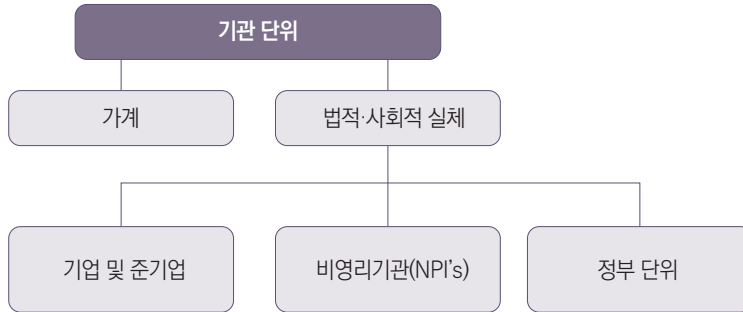 기관 단위
가계
법적·사회적 실체
기업 및 준기업
비영리기관(NPI's)
정부 단위